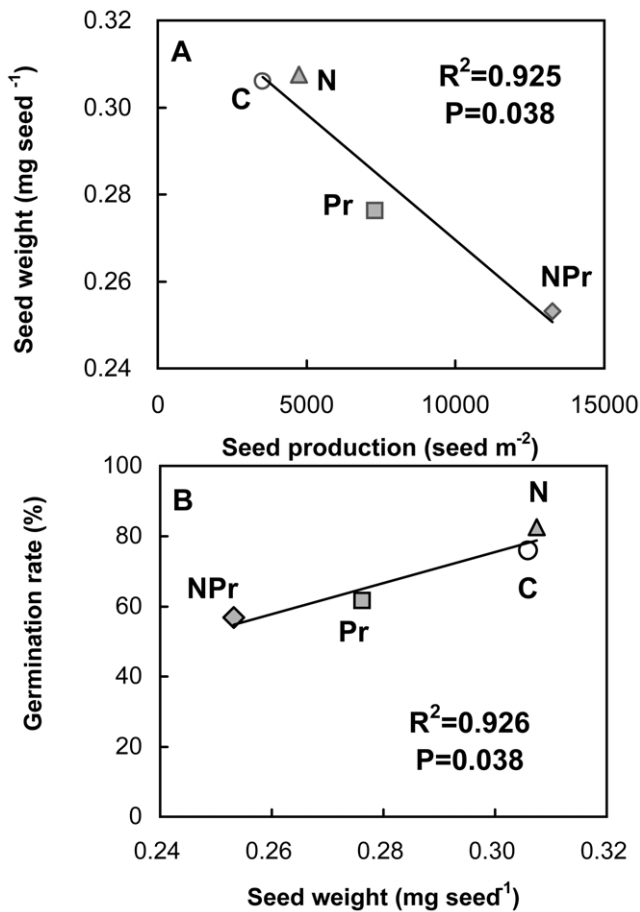 A
Seed weight (mg seed ⁻¹)
0.32
0.30
0.28
0.26
0.24
C
N
Pr
NPr
R²=0.925
P=0.038
0
5000
10000
15000
Seed production (seed m⁻²)
B
Germination rate (%)
100
80
60
40
20
0
NPr
Pr
N
C
R²=0.926
P=0.038
0.24
0.26
0.28
0.30
0.32
Seed weight (mg seed⁻¹)